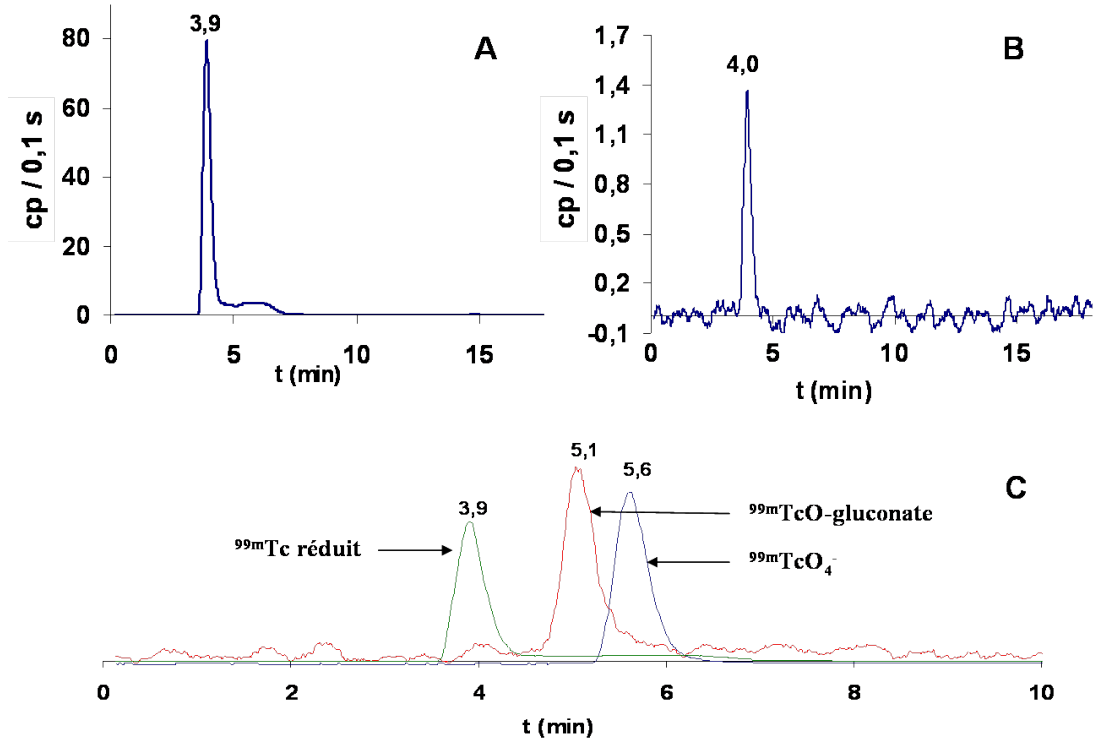 3,9
A
80
60
40
20
0
cp / 0,1 s
0
5
10
15
t (min)
4,0
B
1,7
1,4
1,1
0,8
0,5
0,2
-0,1
cp / 0,1 s
0
5
10
15
t (min)
C
3,9
5,1
5,6
99mTc réduit
99mTcO-gluconate
99mTcO4-
0
2
4
6
8
10
t (min)